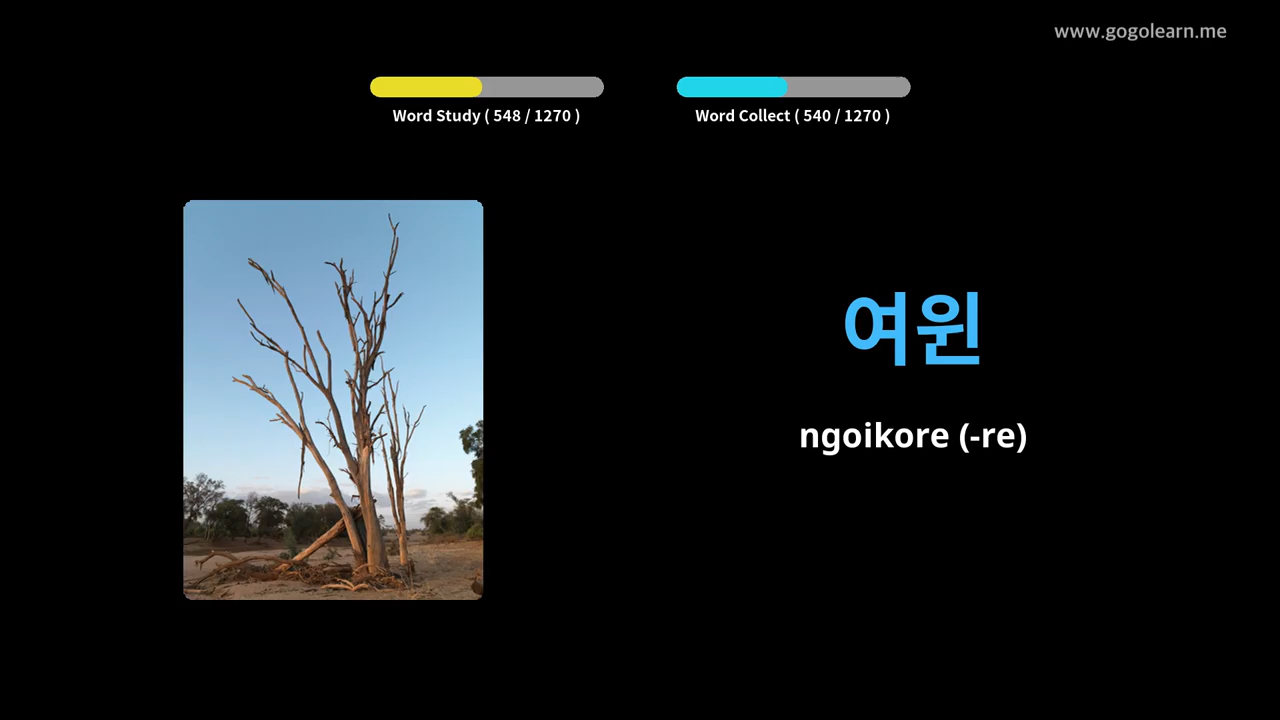 www.gogolearn.me
Word Study ( 548 / 1270 )
Word Collect ( 540 / 1270 )
여윈
ngoikore (-re)